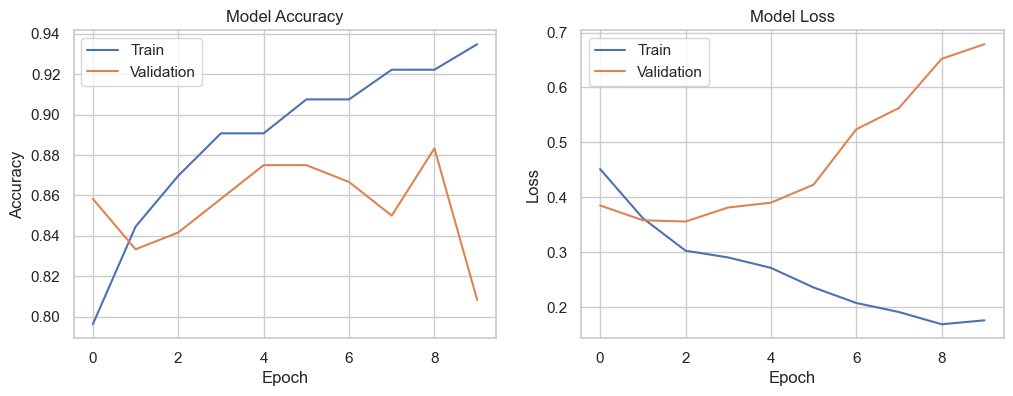 Model Accuracy
0.94
0.92
0.90
0.88
0.86
0.84
0.82
0.80
Accuracy
Train
Validation
0 2 4 6 8
Epoch
Model Loss
0.7
0.6
0.5
0.4
0.3
0.2
Loss
Train
Validation
0 2 4 6 8
Epoch